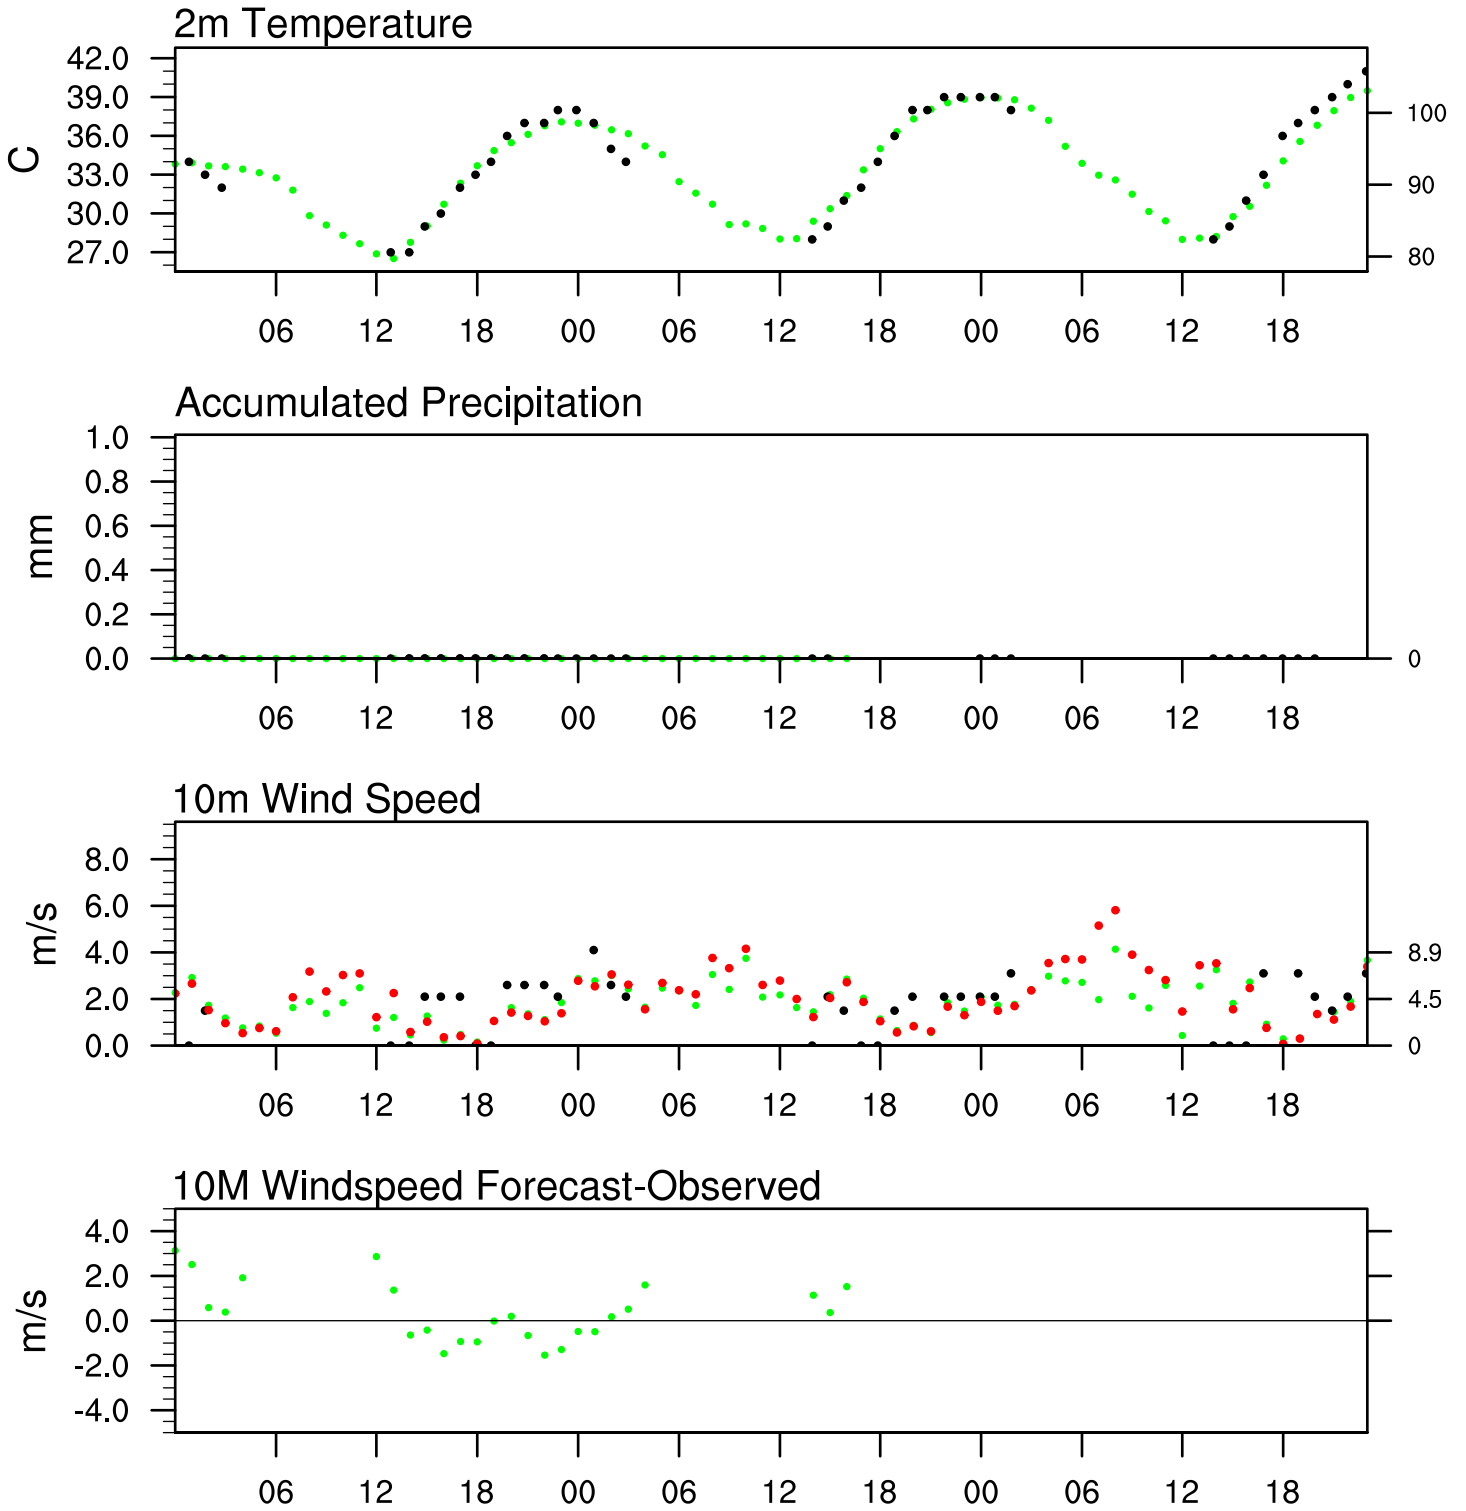 2m Temperature
42.0
39.0
36.0
33.0
30.0
27.0
C
100
90
80
06 12 18 00 06 12 18 00 06 12 18
Accumulated Precipitation
1.0
0.8
0.6
0.4
0.2
0.0
mm
0
06 12 18 00 06 12 18 00 06 12 18
10m Wind Speed
8.0
6.0
4.0
2.0
0.0
m/s
8.9
4.5
0
06 12 18 00 06 12 18 00 06 12 18
10M Windspeed Forecast-Observed
4.0
2.0
0.0
-2.0
-4.0
m/s
06 12 18 00 06 12 18 00 06 12 18